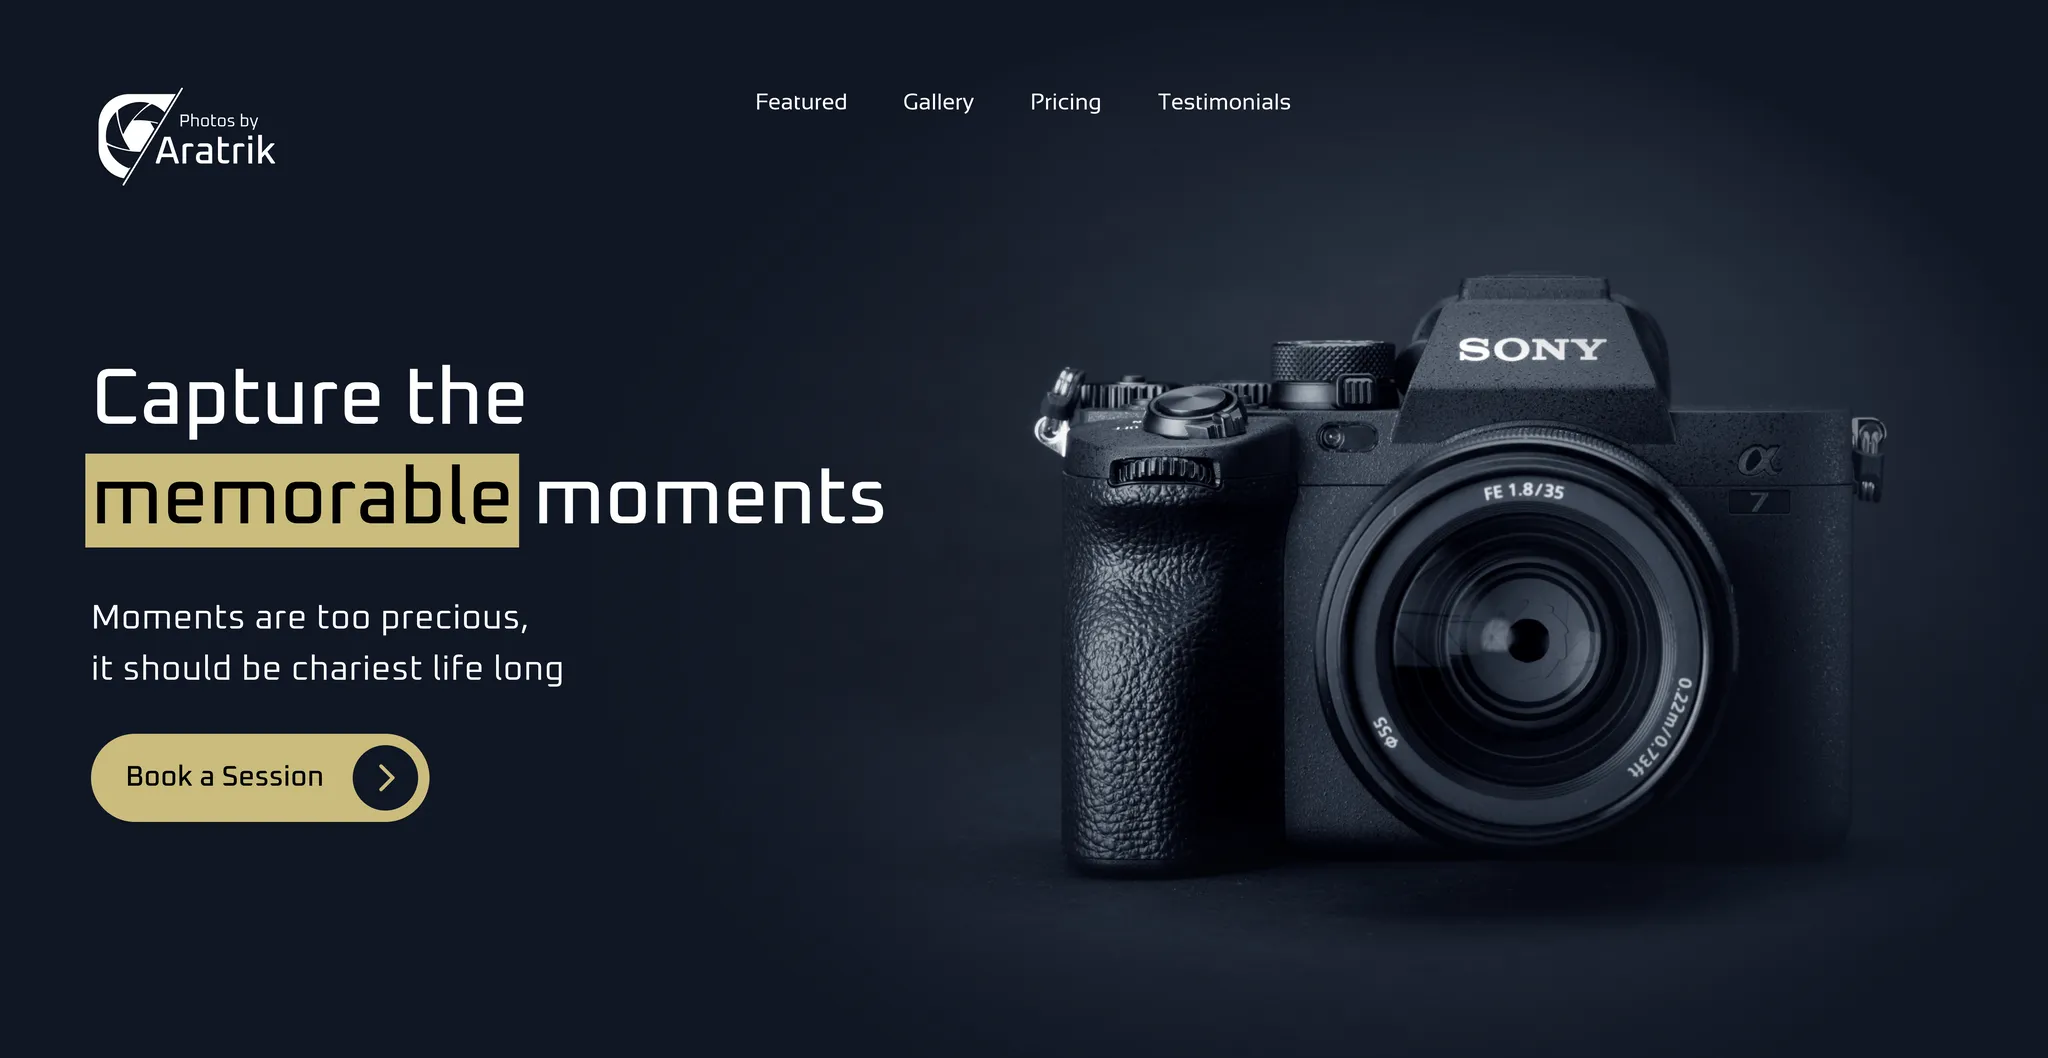 Photos by
Aratrik
Featured
Gallery
Pricing
Testimonials
Capture the
memorable moments
Moments are too precious,
it should be chariest life long
Book a Session
SONY
α
7
FE 1.8/35
0.22m/0.73ft
Φ55